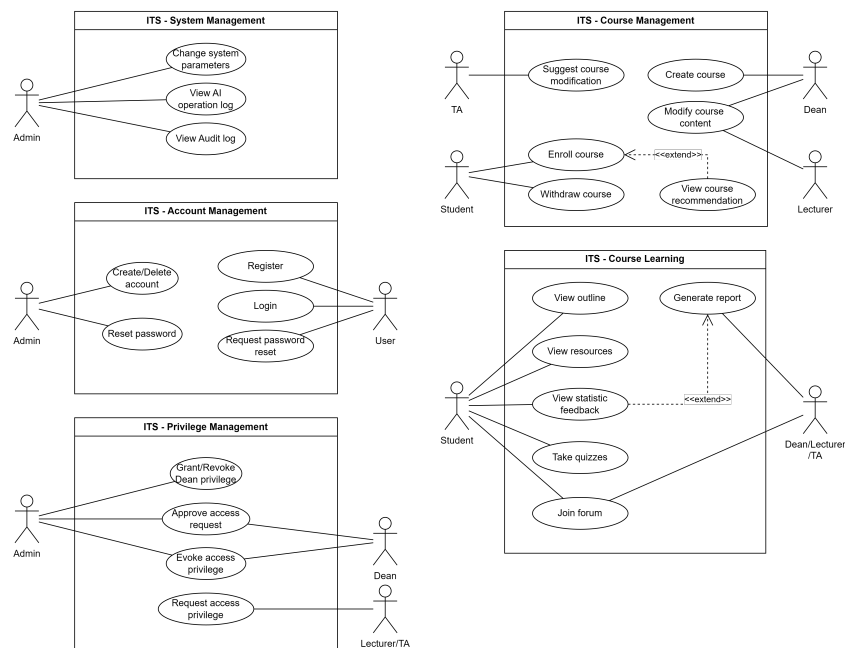 ITS - System Management
Change system
parameters
View AI
operation log
View Audit log
Admin
ITS - Account Management
Create/Delete
account
Reset password
Register
Login
Request password
reset
Admin
User
ITS - Privilege Management
Grant/Revoke
Dean privilege
Approve access
request
Evoke access
privilege
Request access
privilege
Admin
Dean
Lecturer/TA
ITS - Course Management
Suggest course
modification
Create course
Modify course
content
TA
Dean
Enroll course
<<extend>>
Withdraw course
View course
recommendation
Student
Lecturer
ITS - Course Learning
View outline
Generate report
View resources
View statistic
feedback
<<extend>>
Take quizzes
Join forum
Student
Dean/Lecturer
/TA